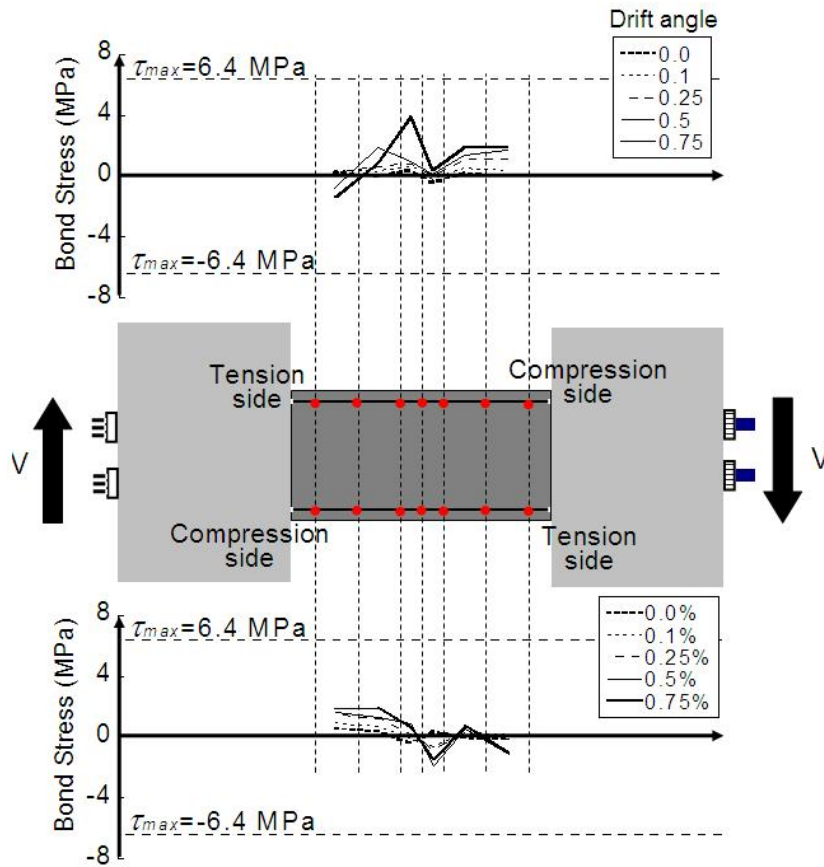 Drift angle
0.0
0.1
0.25
0.5
0.75
8
4
0
-4
-8
Bond Stress (MPa)
τmax=6.4 MPa
τmax=-6.4 MPa
Tension
side
Compression
side
V
V
Compression
side
Tension
side
0.0%
0.1%
0.25%
0.5%
0.75%
8
4
0
-4
-8
Bond Stress (MPa)
τmax=6.4 MPa
τmax=-6.4 MPa